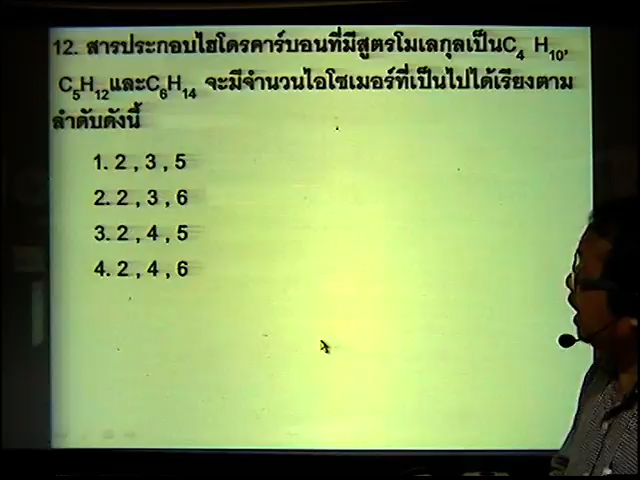 12. สารประกอบไฮโดรคาร์บอนที่มีสูตรโมเลกุลเป็นC4 H10,
C5H12และC6H14 จะมีจำนวนไอโซเมอร์ที่เป็นไปได้เรียงตาม
ลำดับดังนี้
1. 2 , 3 , 5
2. 2 , 3 , 6
3. 2 , 4 , 5
4. 2 , 4 , 6